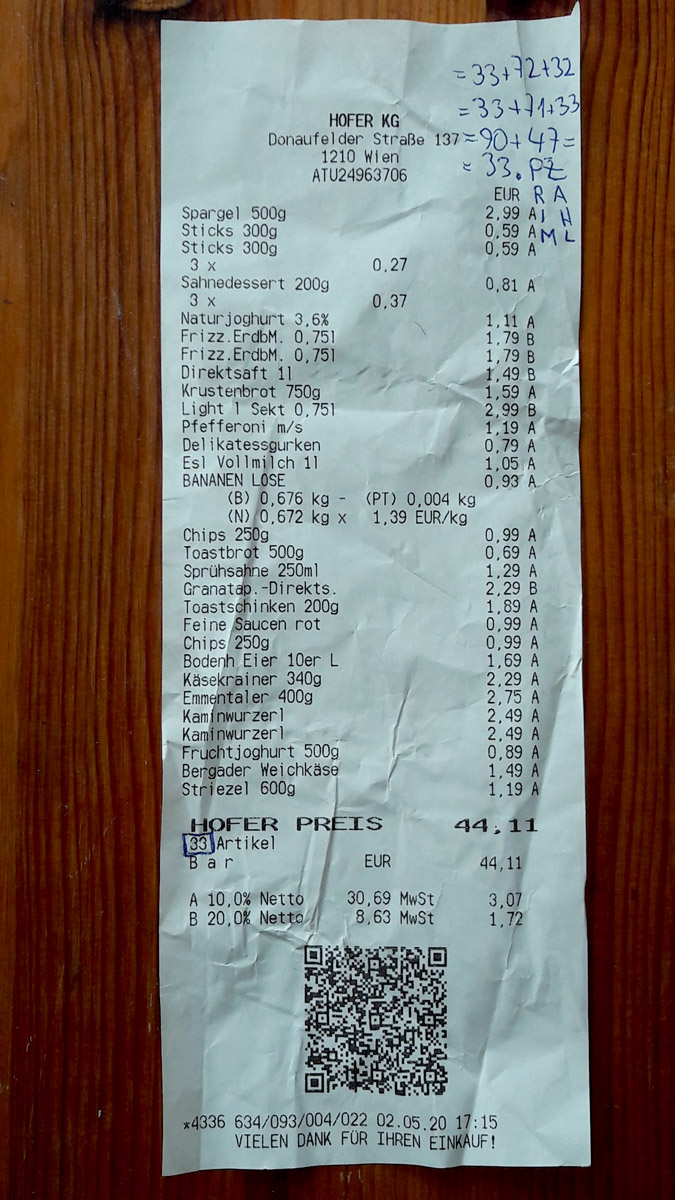 = 33+72+32
= 33+71+33
HOFER KG
Donaufelder Straße 137 = 90+47=
1210 Wien = 33. PZ
ATU24963706
EUR R A
Spargel 500g 2,99 A I H
Sticks 300g 0,59 A M L
Sticks 300g 0,59 A
3 x 0,27
Sahnedessert 200g 0,81 A
3 x 0,37
Naturjoghurt 3,6% 1,11 A
Frizz.ErdbM. 0,75l 1,79 B
Frizz.ErdbM. 0,75l 1,79 B
Direktsaft 1l 1,49 B
Krustenbrot 750g 1,59 A
Light l Sekt 0,75l 2,99 B
Pfefferoni m/s 1,19 A
Delikatessgurken 0,79 A
Esl Vollmilch 1l 1,05 A
BANANEN LOSE 0,93 A
(B) 0,676 kg - (PT) 0,004 kg
(N) 0,672 kg x 1,39 EUR/kg
Chips 250g 0,99 A
Toastbrot 500g 0,69 A
Sprühsahne 250ml 1,29 A
Granatap.-Direkts. 2,29 B
Toastschinken 200g 1,89 A
Feine Saucen rot 0,99 A
Chips 250g 0,99 A
Bodenh Eier 10er L 1,69 A
Käsekrainer 340g 2,29 A
Emmentaler 400g 2,75 A
Kaminwurzerl 2,49 A
Kaminwurzerl 2,49 A
Fruchtjoghurt 500g 0,89 A
Bergader Weichkäse 1,49 A
Striezel 600g 1,19 A
HOFER PREIS 44,11
33 Artikel
Bar EUR 44,11
A 10,0% Netto 30,69 MwSt 3,07
B 20,0% Netto 8,63 MwSt 1,72
*4336 634/093/004/022 02.05.20 17:15
VIELEN DANK FÜR IHREN EINKAUF!